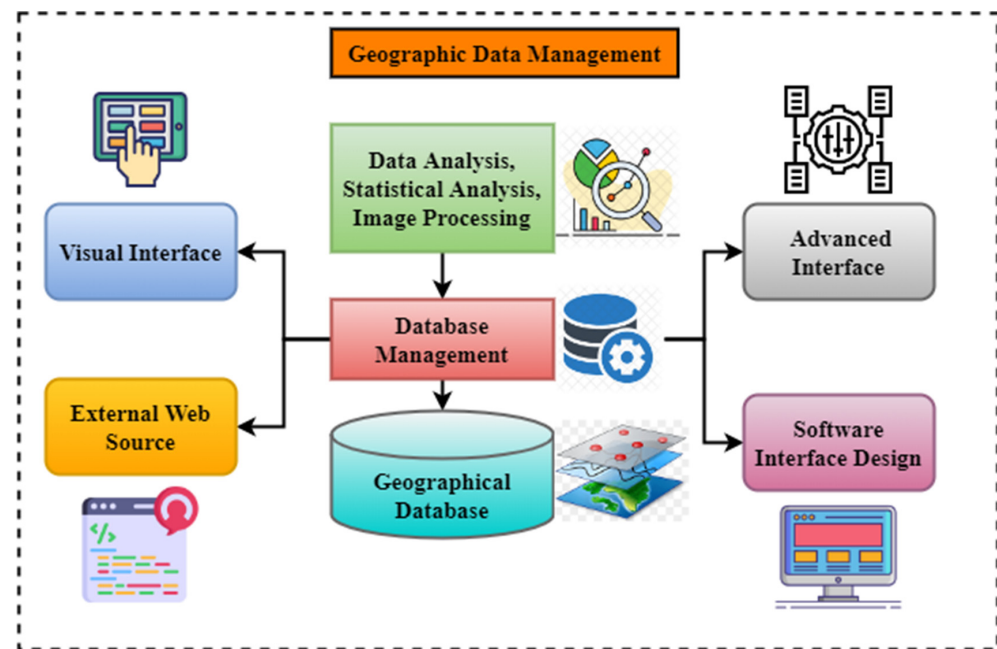 Geographic Data Management
Data Analysis,
Statistical Analysis,
Image Processing
Visual Interface
Advanced
Interface
Database
Management
External Web
Source
Software
Interface Design
Geographical
Database
</>